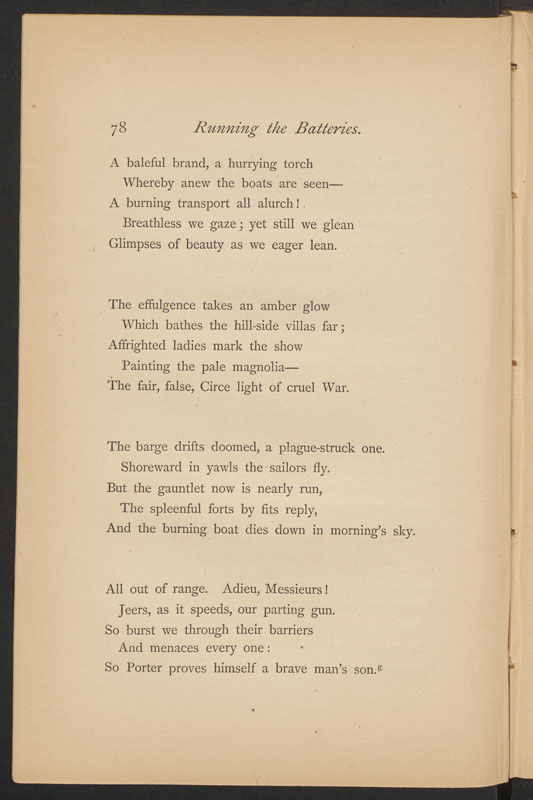 78 Running the Batteries.
A baleful brand, a hurrying torch
Whereby anew the boats are seen—
A burning transport all alurch!
Breathless we gaze; yet still we glean
Glimpses of beauty as we eager lean.
The effulgence takes an amber glow
Which bathes the hill-side villas far;
Affrighted ladies mark the show
Painting the pale magnolia—
The fair, false, Circe light of cruel War.
The barge drifts doomed, a plague-struck one.
Shoreward in yawls the sailors fly.
But the gauntlet now is nearly run,
The spleenful forts by fits reply,
And the burning boat dies down in morning's sky.
All out of range. Adieu, Messieurs!
Jeers, as it speeds, our parting gun.
So burst we through their barriers
And menaces every one:
So Porter proves himself a brave man's son.g